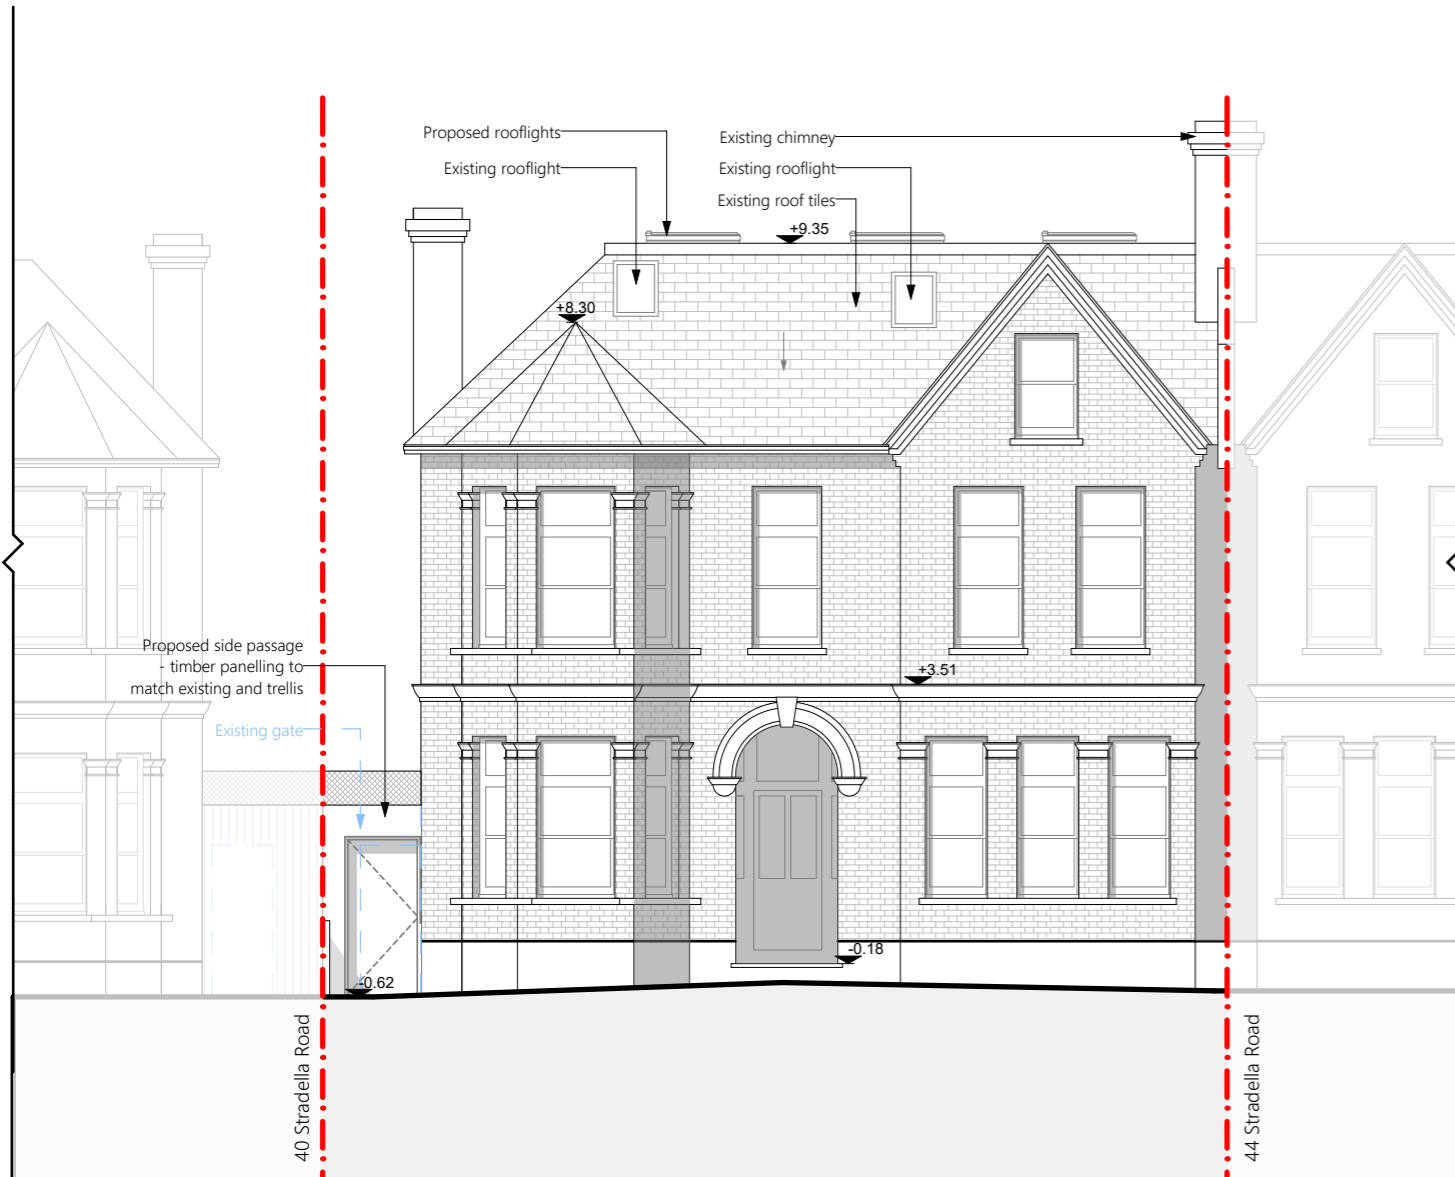 Proposed rooflights
Existing chimney
Existing rooflight
Existing rooflight
Existing roof tiles
+9.35
+8.30
Proposed side passage
- timber panelling to
match existing and trellis
+3.51
Existing gate
-0.18
-0.62
40 Stradella Road
44 Stradella Road